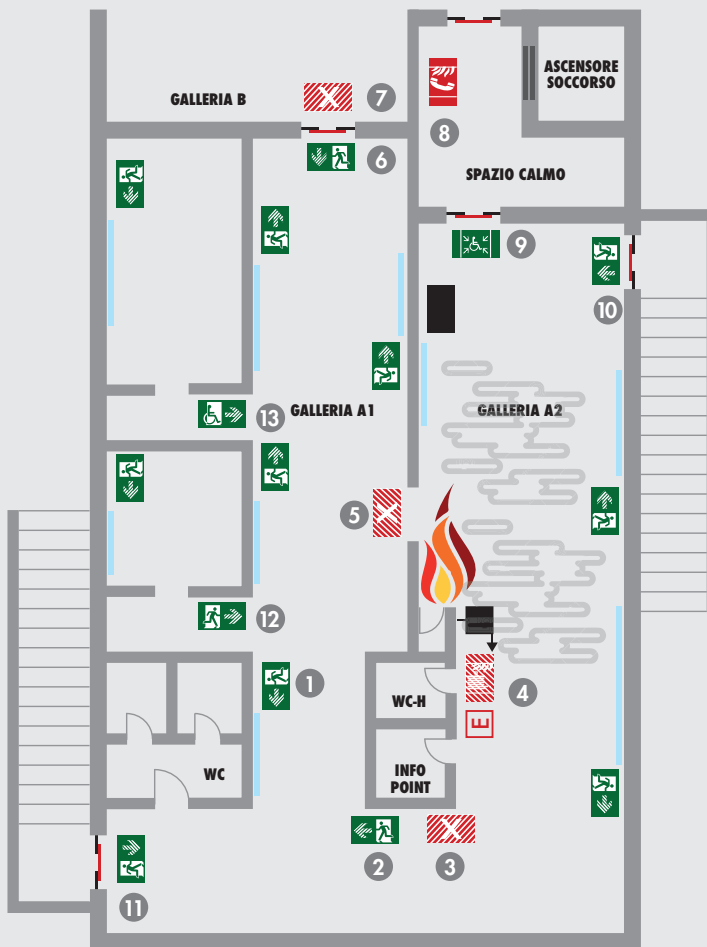 ASCENSORE
SOCCORSO
GALLERIA B
7
8
6
SPAZIO CALMO
9
10
13
GALLERIA A1
GALLERIA A2
5
12
1
WC-H
4
E
WC
INFO
POINT
2
3
11